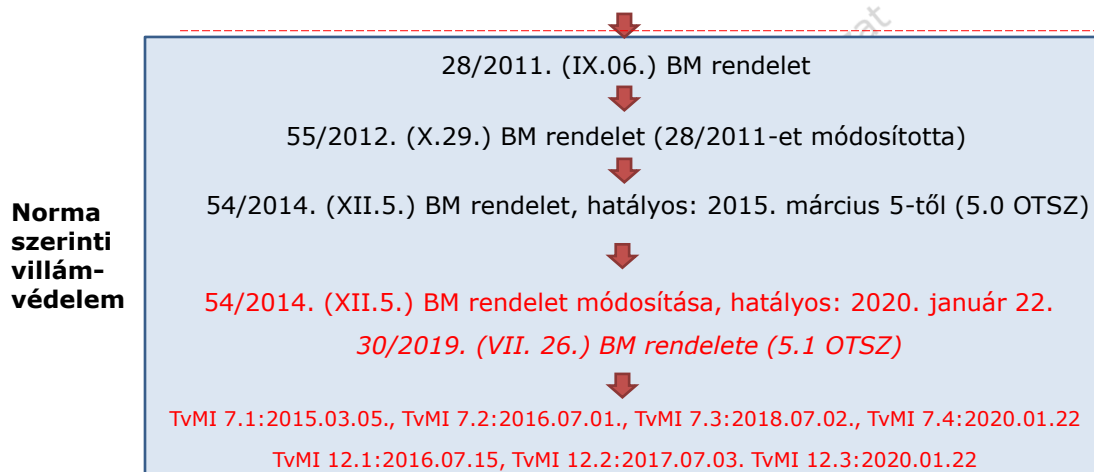 28/2011. (IX.06.) BM rendelet
55/2012. (X.29.) BM rendelet (28/2011-et módosította)
54/2014. (XII.5.) BM rendelet, hatályos: 2015. március 5-től (5.0 OTSZ)
Norma
szerinti
villám-
védelem
54/2014. (XII.5.) BM rendelet módosítása, hatályos: 2020. január 22.
30/2019. (VII. 26.) BM rendelete (5.1 OTSZ)
TvMI 7.1:2015.03.05., TvMI 7.2:2016.07.01., TvMI 7.3:2018.07.02., TvMI 7.4:2020.01.22
TvMI 12.1:2016.07.15, TvMI 12.2:2017.07.03. TvMI 12.3:2020.01.22